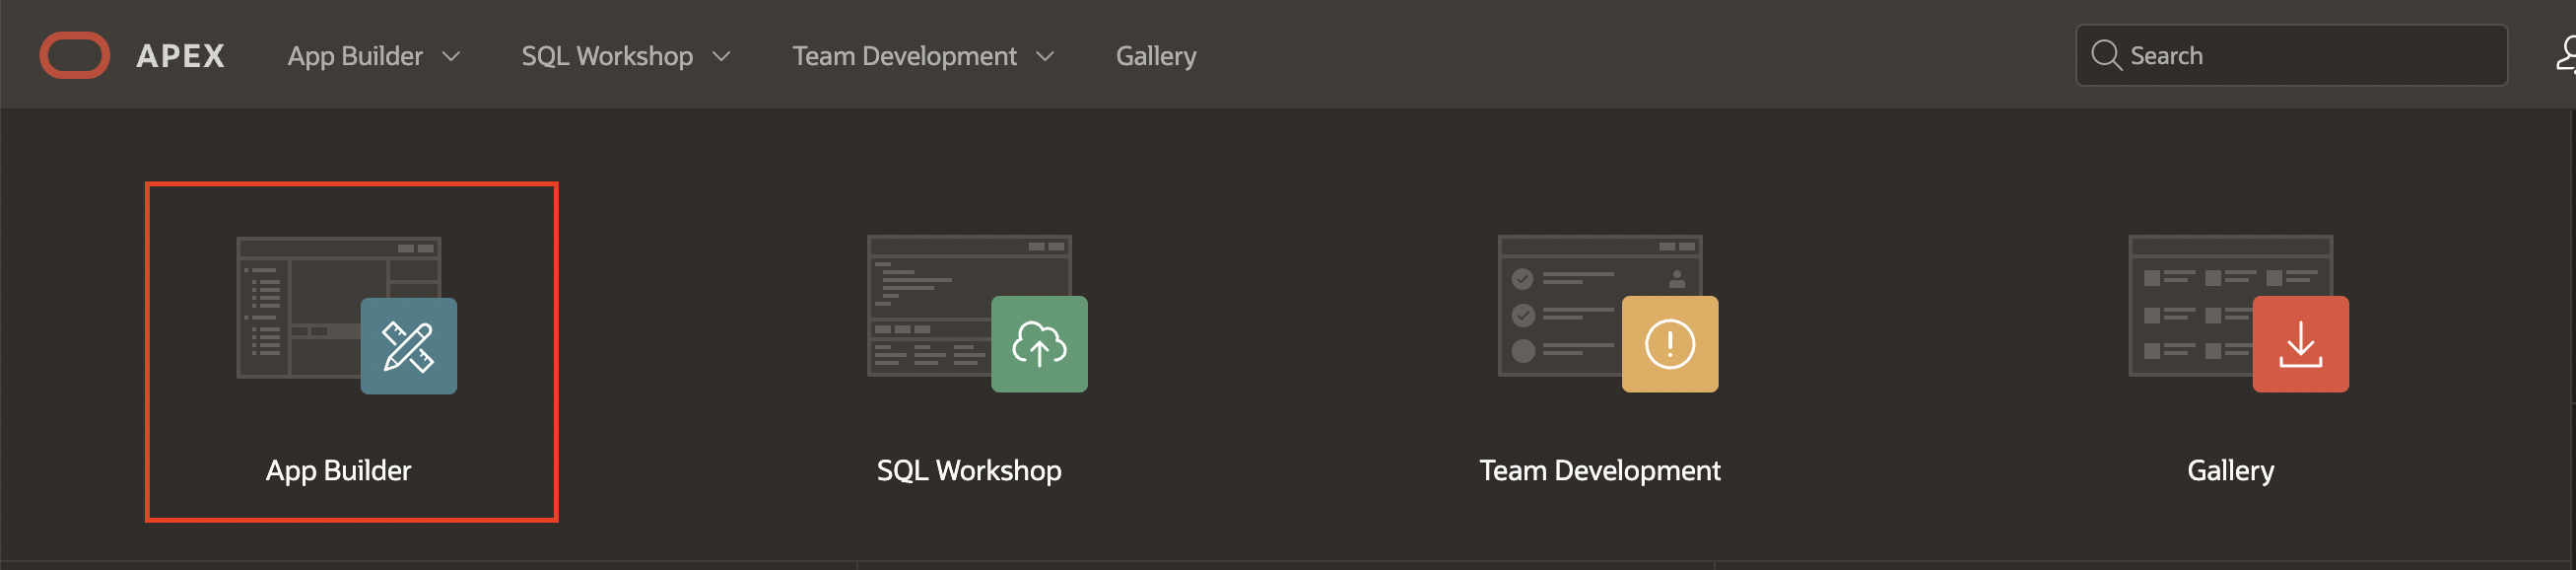 APEX App Builder SQL Workshop Team Development Gallery Search
App Builder SQL Workshop Team Development Gallery